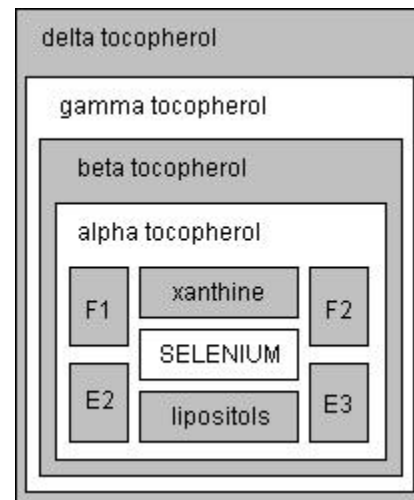 delta tocopherol
gamma tocopherol
beta tocopherol
alpha tocopherol
F1
xanthine
F2
SELENIUM
E2
lipositols
E3